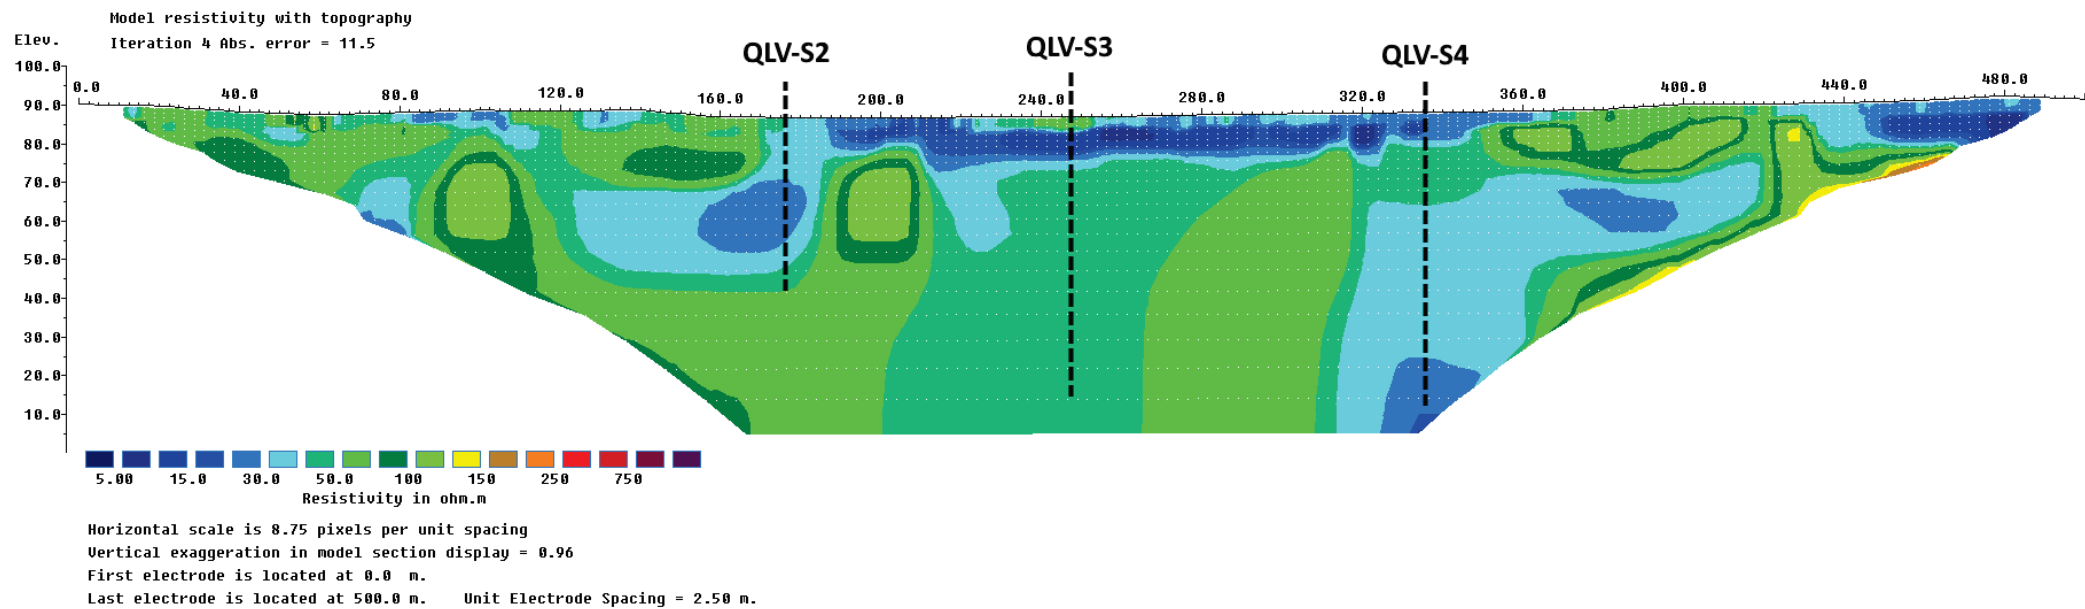 Model resistivity with topography
Iteration 4 Abs. error = 11.5
Elev.
QLV-S2
QLV-S3
QLV-S4
100.0
90.0
80.0
70.0
60.0
50.0
40.0
30.0
20.0
10.0
0.0 40.0 80.0 120.0 160.0 200.0 240.0 280.0 320.0 360.0 400.0 440.0 480.0
5.00 15.0 30.0 50.0 100 150 250 750
Resistivity in ohm.m
Horizontal scale is 8.75 pixels per unit spacing
Vertical exaggeration in model section display = 0.96
First electrode is located at 0.0 m.
Last electrode is located at 500.0 m. Unit Electrode Spacing = 2.50 m.